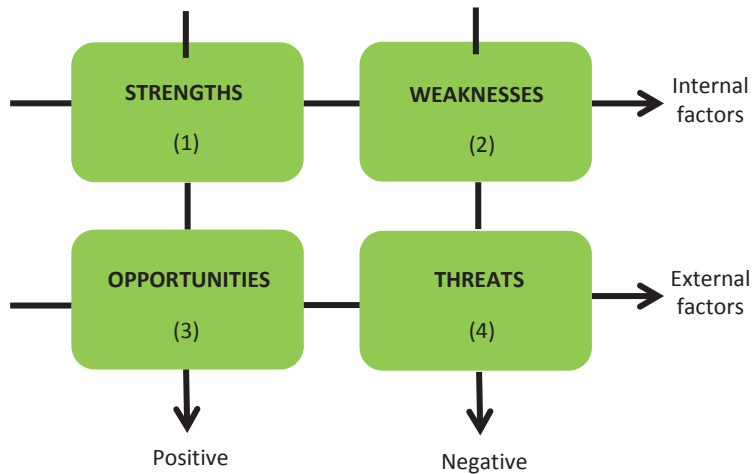 STRENGTHS
(1)
WEAKNESSES
(2)
Internal
factors
OPPORTUNITIES
(3)
THREATS
(4)
External
factors
Positive
Negative